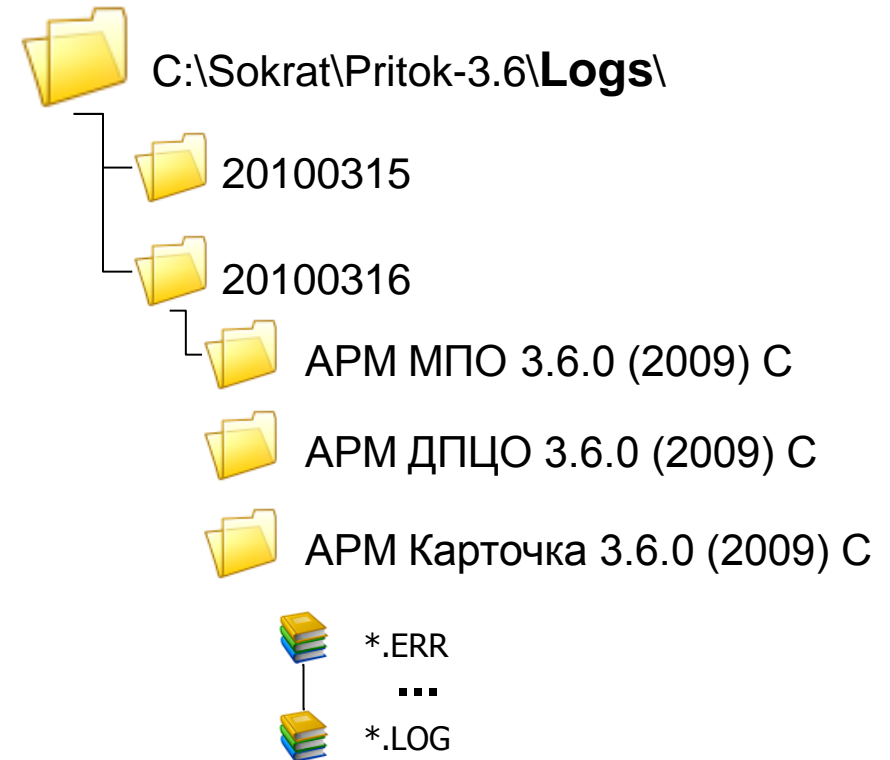 C:\Sokrat\Pritok-3.6\Logs\
20100315
20100316
АРМ МПО 3.6.0 (2009) С
АРМ ДПЦО 3.6.0 (2009) С
АРМ Карточка 3.6.0 (2009) С
*.ERR
...
*.LOG